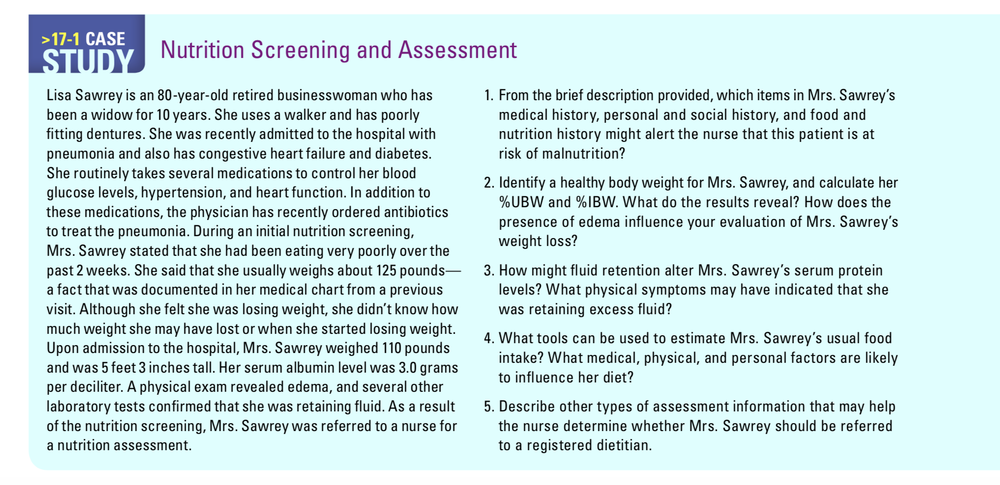 >17-1 CASE
STUDY
Nutrition Screening and Assessment
Lisa Sawrey is an 80-year-old retired businesswoman who has
been a widow for 10 years. She uses a walker and has poorly
fitting dentures. She was recently admitted to the hospital with
pneumonia and also has congestive heart failure and diabetes.
She routinely takes several medications to control her blood
glucose levels, hypertension, and heart function. In addition to
these medications, the physician has recently ordered antibiotics
to treat the pneumonia. During an initial nutrition screening,
Mrs. Sawrey stated that she had been eating very poorly over the
past 2 weeks. She said that she usually weighs about 125 pounds—
a fact that was documented in her medical chart from a previous
visit. Although she felt she was losing weight, she didn’t know how
much weight she may have lost or when she started losing weight.
Upon admission to the hospital, Mrs. Sawrey weighed 110 pounds
and was 5 feet 3 inches tall. Her serum albumin level was 3.0 grams
per deciliter. A physical exam revealed edema, and several other
laboratory tests confirmed that she was retaining fluid. As a result
of the nutrition screening, Mrs. Sawrey was referred to a nurse for
a nutrition assessment.
1. From the brief description provided, which items in Mrs. Sawrey’s
medical history, personal and social history, and food and
nutrition history might alert the nurse that this patient is at
risk of malnutrition?
2. Identify a healthy body weight for Mrs. Sawrey, and calculate her
%UBW and %IBW. What do the results reveal? How does the
presence of edema influence your evaluation of Mrs. Sawrey’s
weight loss?
3. How might fluid retention alter Mrs. Sawrey’s serum protein
levels? What physical symptoms may have indicated that she
was retaining excess fluid?
4. What tools can be used to estimate Mrs. Sawrey’s usual food
intake? What medical, physical, and personal factors are likely
to influence her diet?
5. Describe other types of assessment information that may help
the nurse determine whether Mrs. Sawrey should be referred
to a registered dietitian.